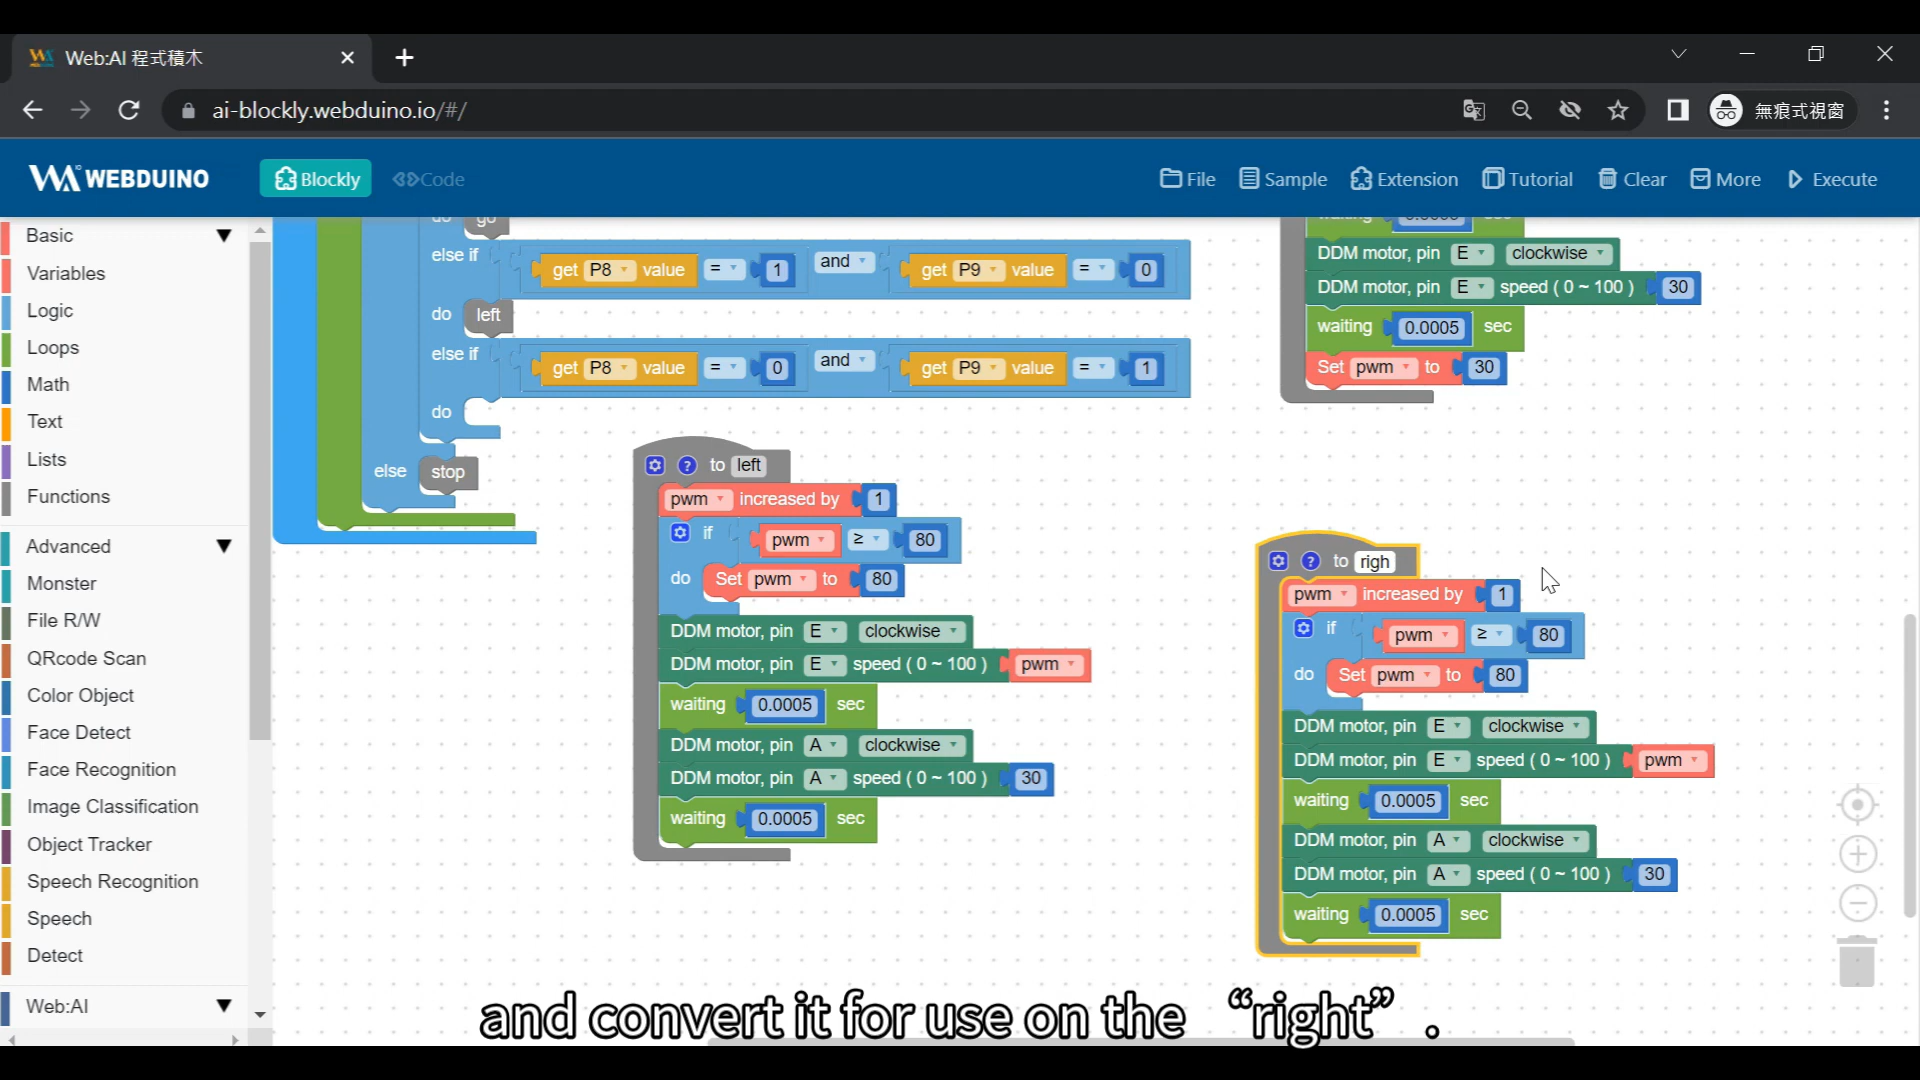 Web:AI 程式積木
ai-blockly.webduino.io/#/
無痕式視窗
WEBDUINO
Blockly
Code
File
Sample
Extension
Tutorial
Clear
More
Execute
Basic
Variables
Logic
Loops
Math
Text
Lists
Functions
Advanced
Monster
File R/W
QRcode Scan
Color Object
Face Detect
Face Recognition
Image Classification
Object Tracker
Speech Recognition
Speech
Detect
Web:AI
do go
else if get P8 value = 1 and get P9 value = 0
do left
else if get P8 value = 0 and get P9 value = 1
do
else stop
to left
pwm increased by 1
if pwm ≥ 80
do Set pwm to 80
DDM motor, pin E clockwise
DDM motor, pin E speed ( 0 ~ 100 ) pwm
waiting 0.0005 sec
DDM motor, pin A clockwise
DDM motor, pin A speed ( 0 ~ 100 ) 30
waiting 0.0005 sec
waiting 0.0005 sec
DDM motor, pin E clockwise
DDM motor, pin E speed ( 0 ~ 100 ) 30
waiting 0.0005 sec
Set pwm to 30
to righ
pwm increased by 1
if pwm ≥ 80
do Set pwm to 80
DDM motor, pin E clockwise
DDM motor, pin E speed ( 0 ~ 100 ) pwm
waiting 0.0005 sec
DDM motor, pin A clockwise
DDM motor, pin A speed ( 0 ~ 100 ) 30
waiting 0.0005 sec
and convert it for use on the “right” .